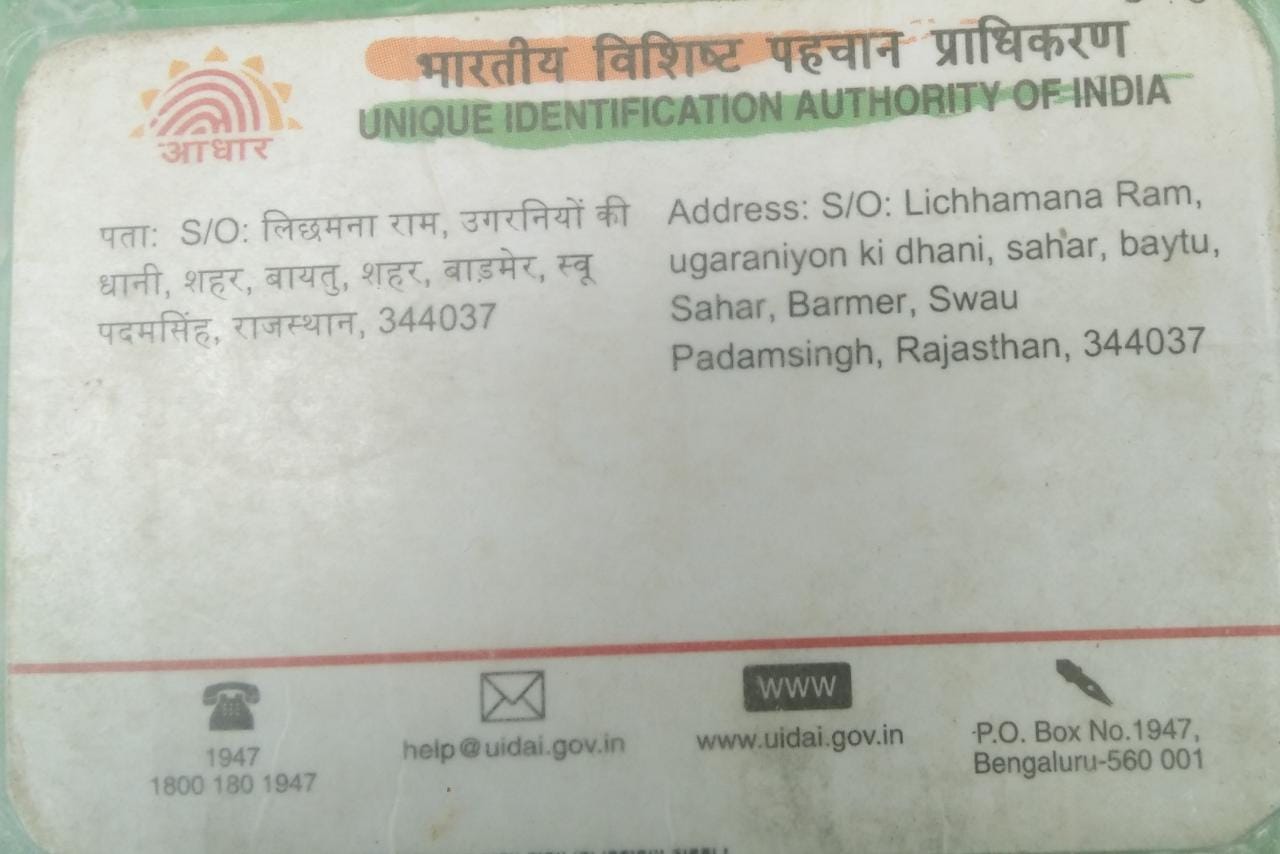 भारतीय विशिष्ट पहचान प्राधिकरण
UNIQUE IDENTIFICATION AUTHORITY OF INDIA
आधार
पता: S/O: लिछमना राम, उगरनियों की
धानी, शहर, बायतु, शहर, बाड़मेर, स्वू
पदमसिंह, राजस्थान, 344037
Address: S/O: Lichhamana Ram,
ugaraniyon ki dhani, sahar, baytu,
Sahar, Barmer, Swau
Padamsingh, Rajasthan, 344037
1947
1800 180 1947
help@uidai.gov.in
www
www.uidai.gov.in
P.O. Box No.1947,
Bengaluru-560 001